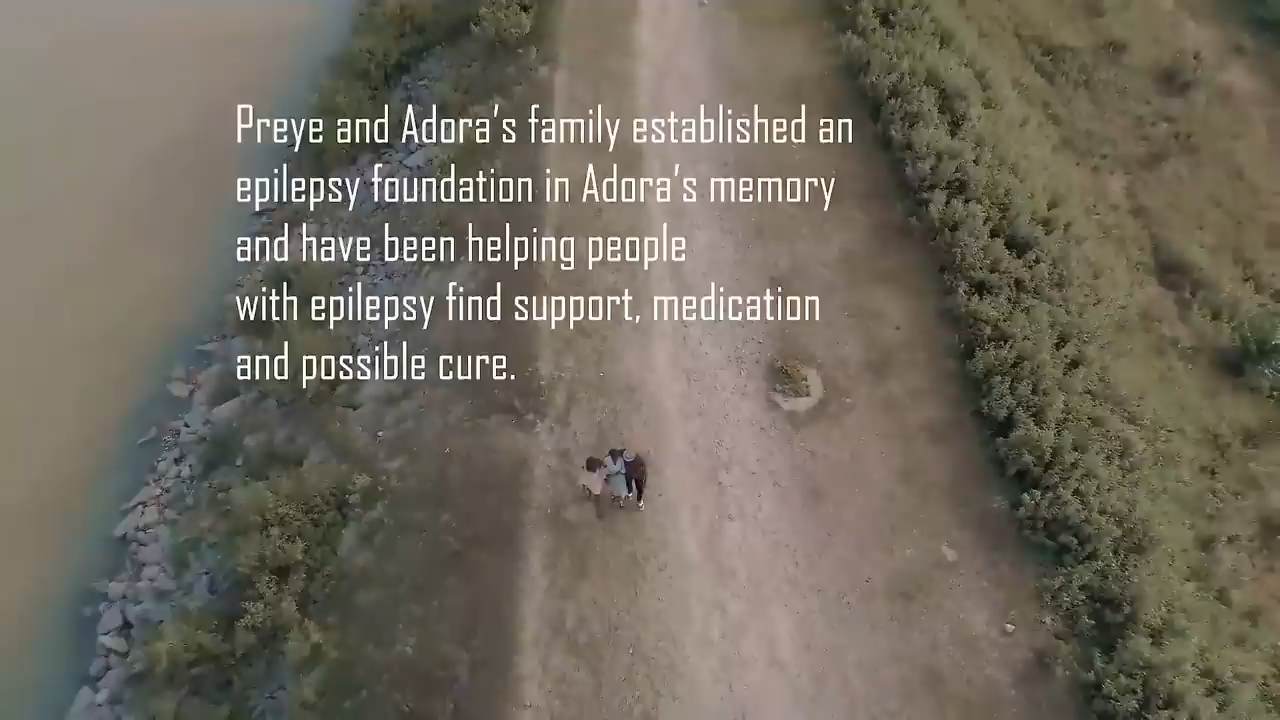 Preye and Adora's family established an
epilepsy foundation in Adora's memory
and have been helping people
with epilepsy find support, medication
and possible cure.